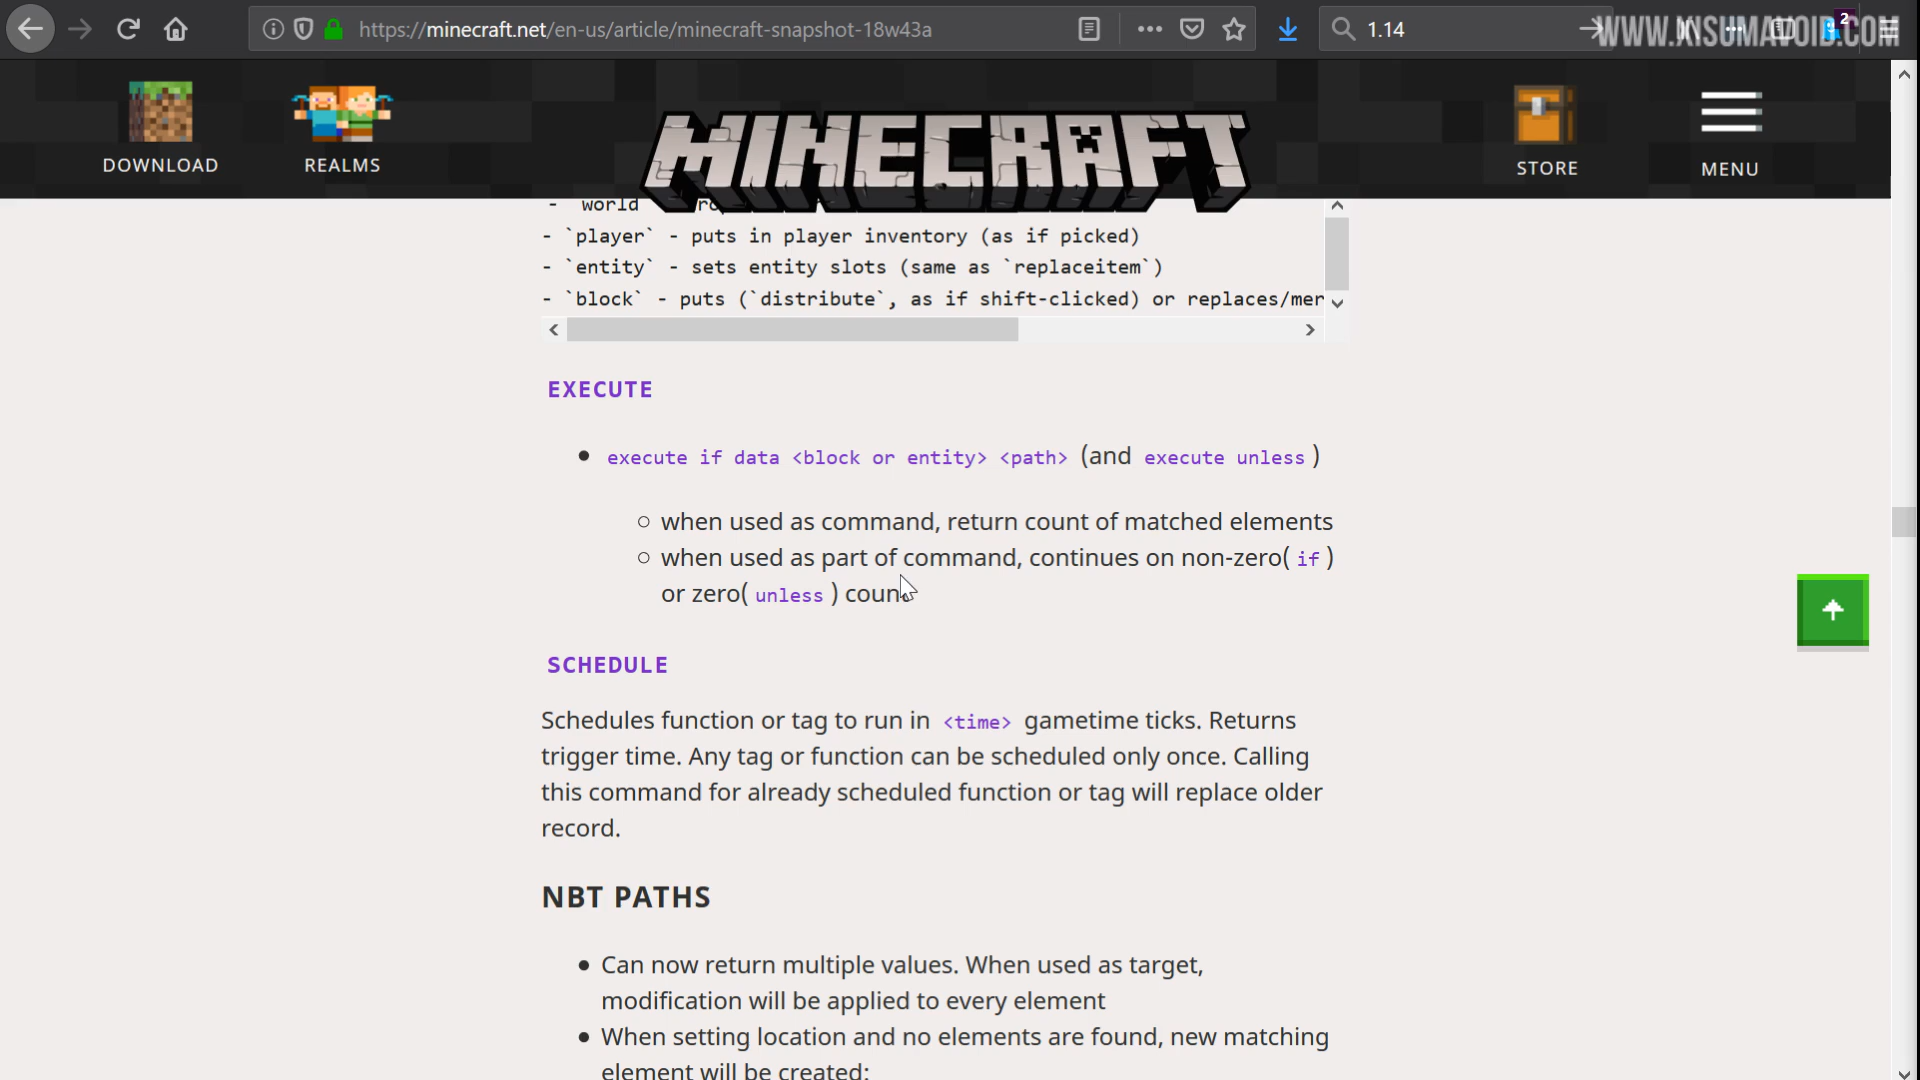 https://minecraft.net/en-us/article/minecraft-snapshot-18w43a
1.14
2
WWW.XISUMAVOID.COM
DOWNLOAD
REALMS
MINECRAFT
STORE
MENU
- `world
- `player` - puts in player inventory (as if picked)
- `entity` - sets entity slots (same as `replaceitem`)
- `block` - puts (`distribute`, as if shift-clicked) or replaces/mer
EXECUTE
execute if data <block or entity> <path> (and execute unless )
when used as command, return count of matched elements
when used as part of command, continues on non-zero( if )
or zero( unless ) count
SCHEDULE
Schedules function or tag to run in <time> gametime ticks. Returns
trigger time. Any tag or function can be scheduled only once. Calling
this command for already scheduled function or tag will replace older
record.
NBT PATHS
Can now return multiple values. When used as target,
modification will be applied to every element
When setting location and no elements are found, new matching
element will be created: